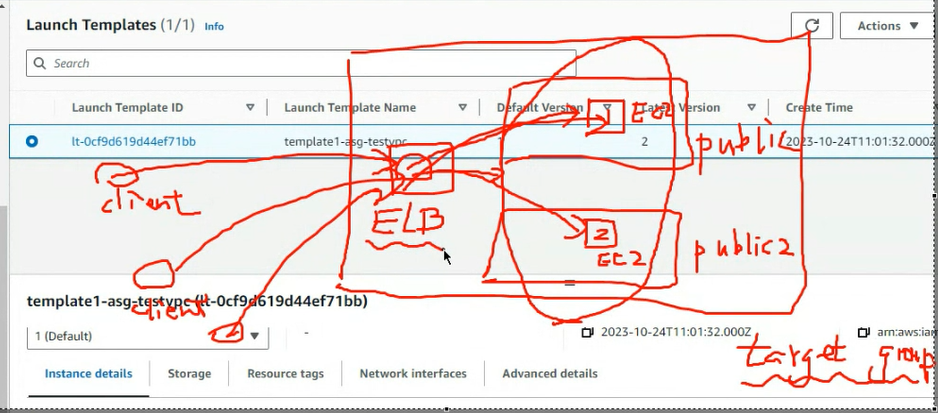 Launch Templates (1/1) Info
Actions
Search
Launch Template ID
Launch Template Name
Default Version
Latest Version
Create Time
lt-0cf9d619d44ef71bb
template1-asg-testvpc
2
2023-10-24T11:01:32.000Z
1
EC2
public
client
ELB
2
EC2
public2
client
template1-asg-testvpc (lt-0cf9d619d44ef71bb)
1 (Default)
-
2023-10-24T11:01:32.000Z
arn:aws:iam
target group
Instance details
Storage
Resource tags
Network interfaces
Advanced details